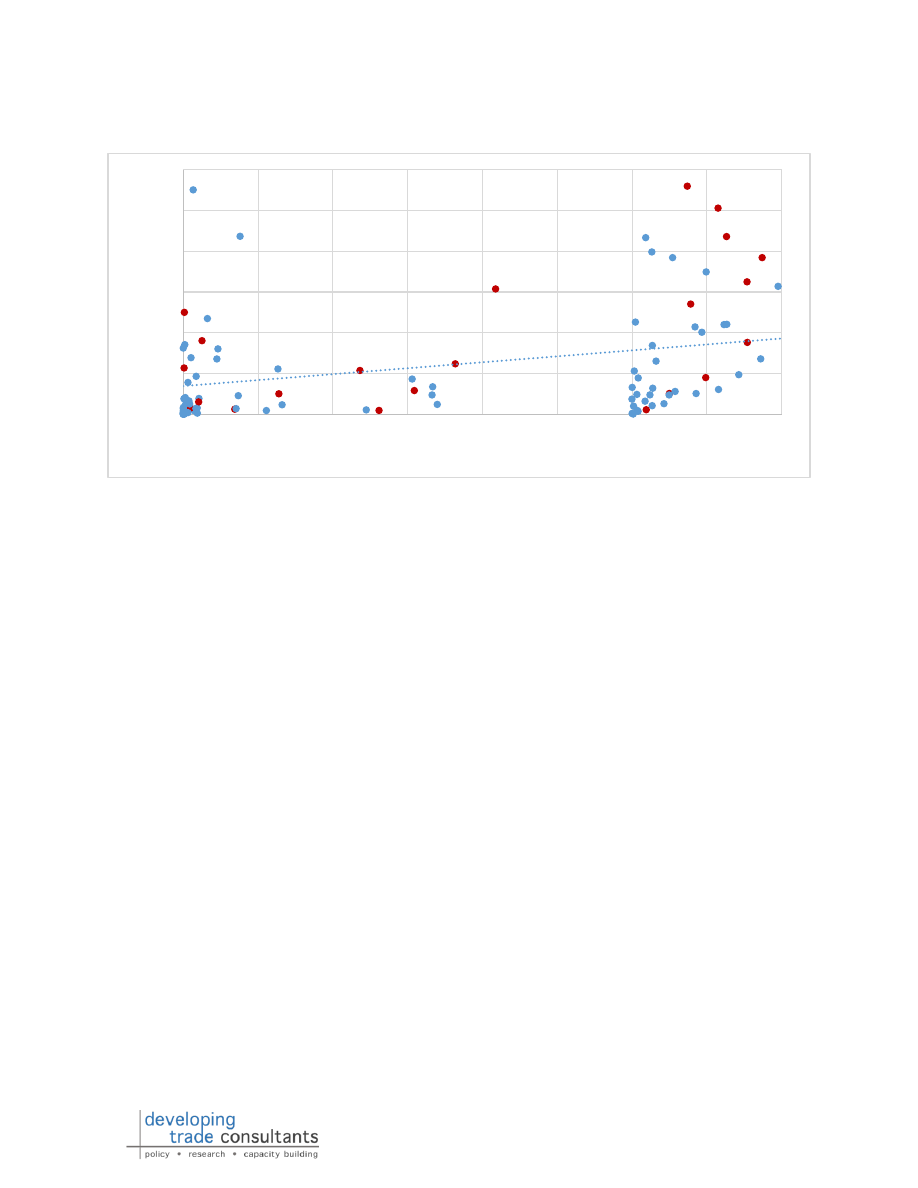 developing
trade consultants
policy • research • capacity building